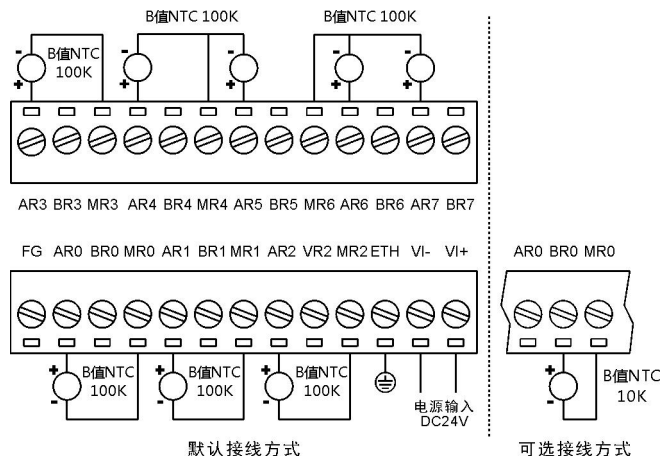 B值NTC 100K
B值NTC 100K
B值NTC
100K
- + - + - + - + - +
AR3 BR3 MR3 AR4 BR4 MR4 AR5 BR5 MR6 AR6 BR6 AR7 BR7
FG AR0 BR0 MR0 AR1 BR1 MR1 AR2 VR2 MR2 ETH VI- VI+
AR0 BR0 MR0
+ - B值NTC
100K
+ - B值NTC
100K
+ - B值NTC
100K
+ - B值NTC
10K
电源输入
DC24V
默认接线方式
可选接线方式